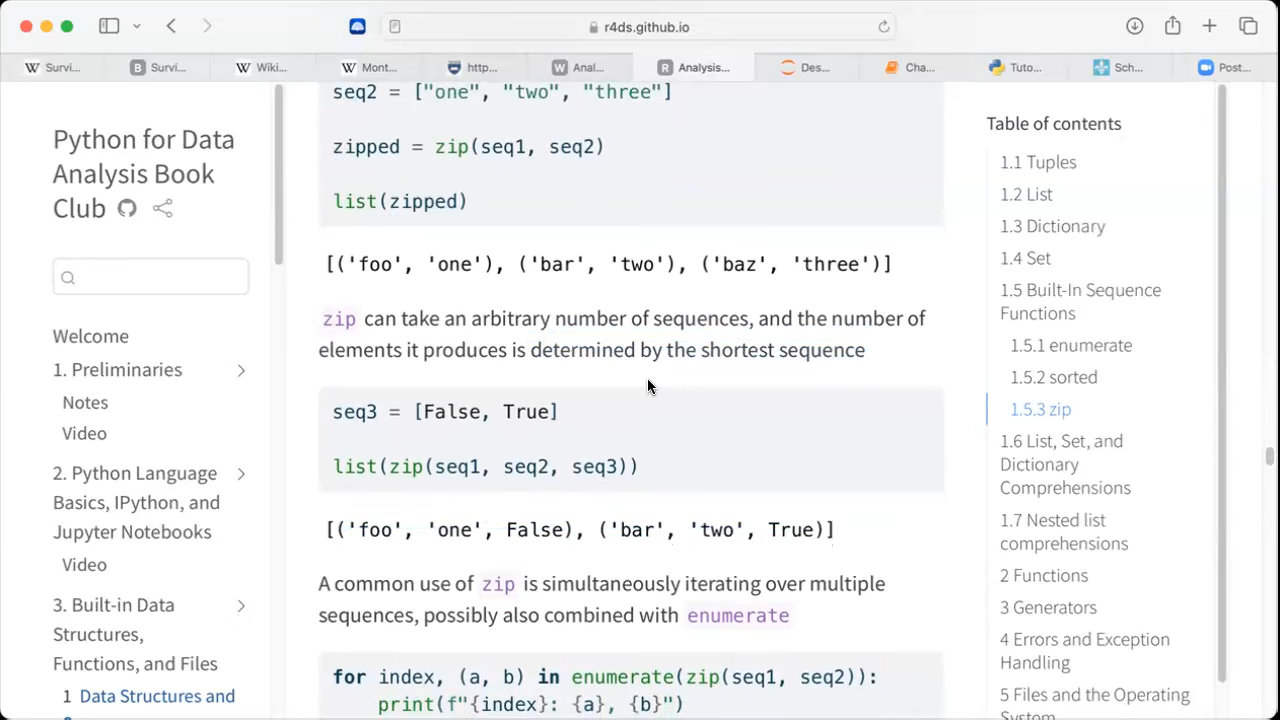 r4ds.github.io
Survi...
Survi...
Wiki...
Mont...
http...
Anal...
Analysis...
Des...
Cha...
Tuto...
Sch...
Post...
Python for Data
Analysis Book
Club
Welcome
1. Preliminaries
Notes
Video
2. Python Language
Basics, IPython, and
Jupyter Notebooks
Video
3. Built-in Data
Structures,
Functions, and Files
1 Data Structures and
seq2 = ["one", "two", "three"]
zipped = zip(seq1, seq2)
list(zipped)
[('foo', 'one'), ('bar', 'two'), ('baz', 'three')]
zip can take an arbitrary number of sequences, and the number of
elements it produces is determined by the shortest sequence
seq3 = [False, True]
list(zip(seq1, seq2, seq3))
[('foo', 'one', False), ('bar', 'two', True)]
A common use of zip is simultaneously iterating over multiple
sequences, possibly also combined with enumerate
for index, (a, b) in enumerate(zip(seq1, seq2)):
print(f"{index}: {a}, {b}")
Table of contents
1.1 Tuples
1.2 List
1.3 Dictionary
1.4 Set
1.5 Built-In Sequence
Functions
1.5.1 enumerate
1.5.2 sorted
1.5.3 zip
1.6 List, Set, and
Dictionary
Comprehensions
1.7 Nested list
comprehensions
2 Functions
3 Generators
4 Errors and Exception
Handling
5 Files and the Operating
System